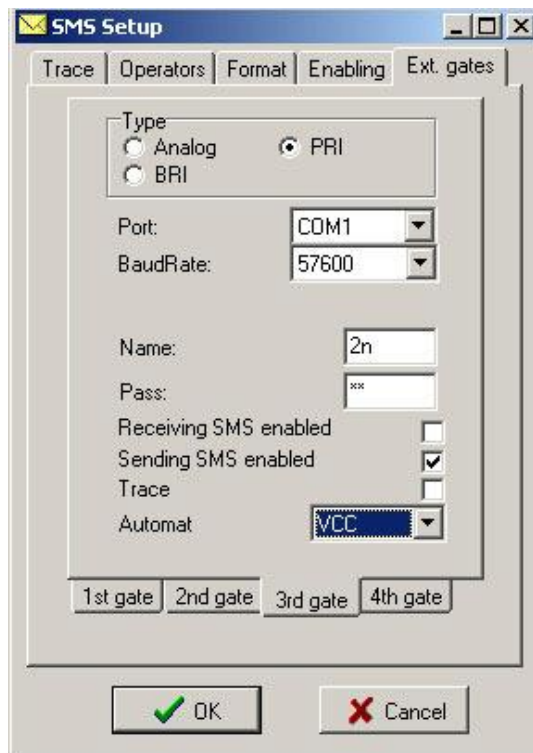 SMS Setup
Trace Operators Format Enabling Ext. gates
Type
Analog PRI
BRI
Port: COM1
BaudRate: 57600
Name: 2n
Pass: **
Receiving SMS enabled
Sending SMS enabled
Trace
Automat VCC
1st gate 2nd gate 3rd gate 4th gate
OK Cancel